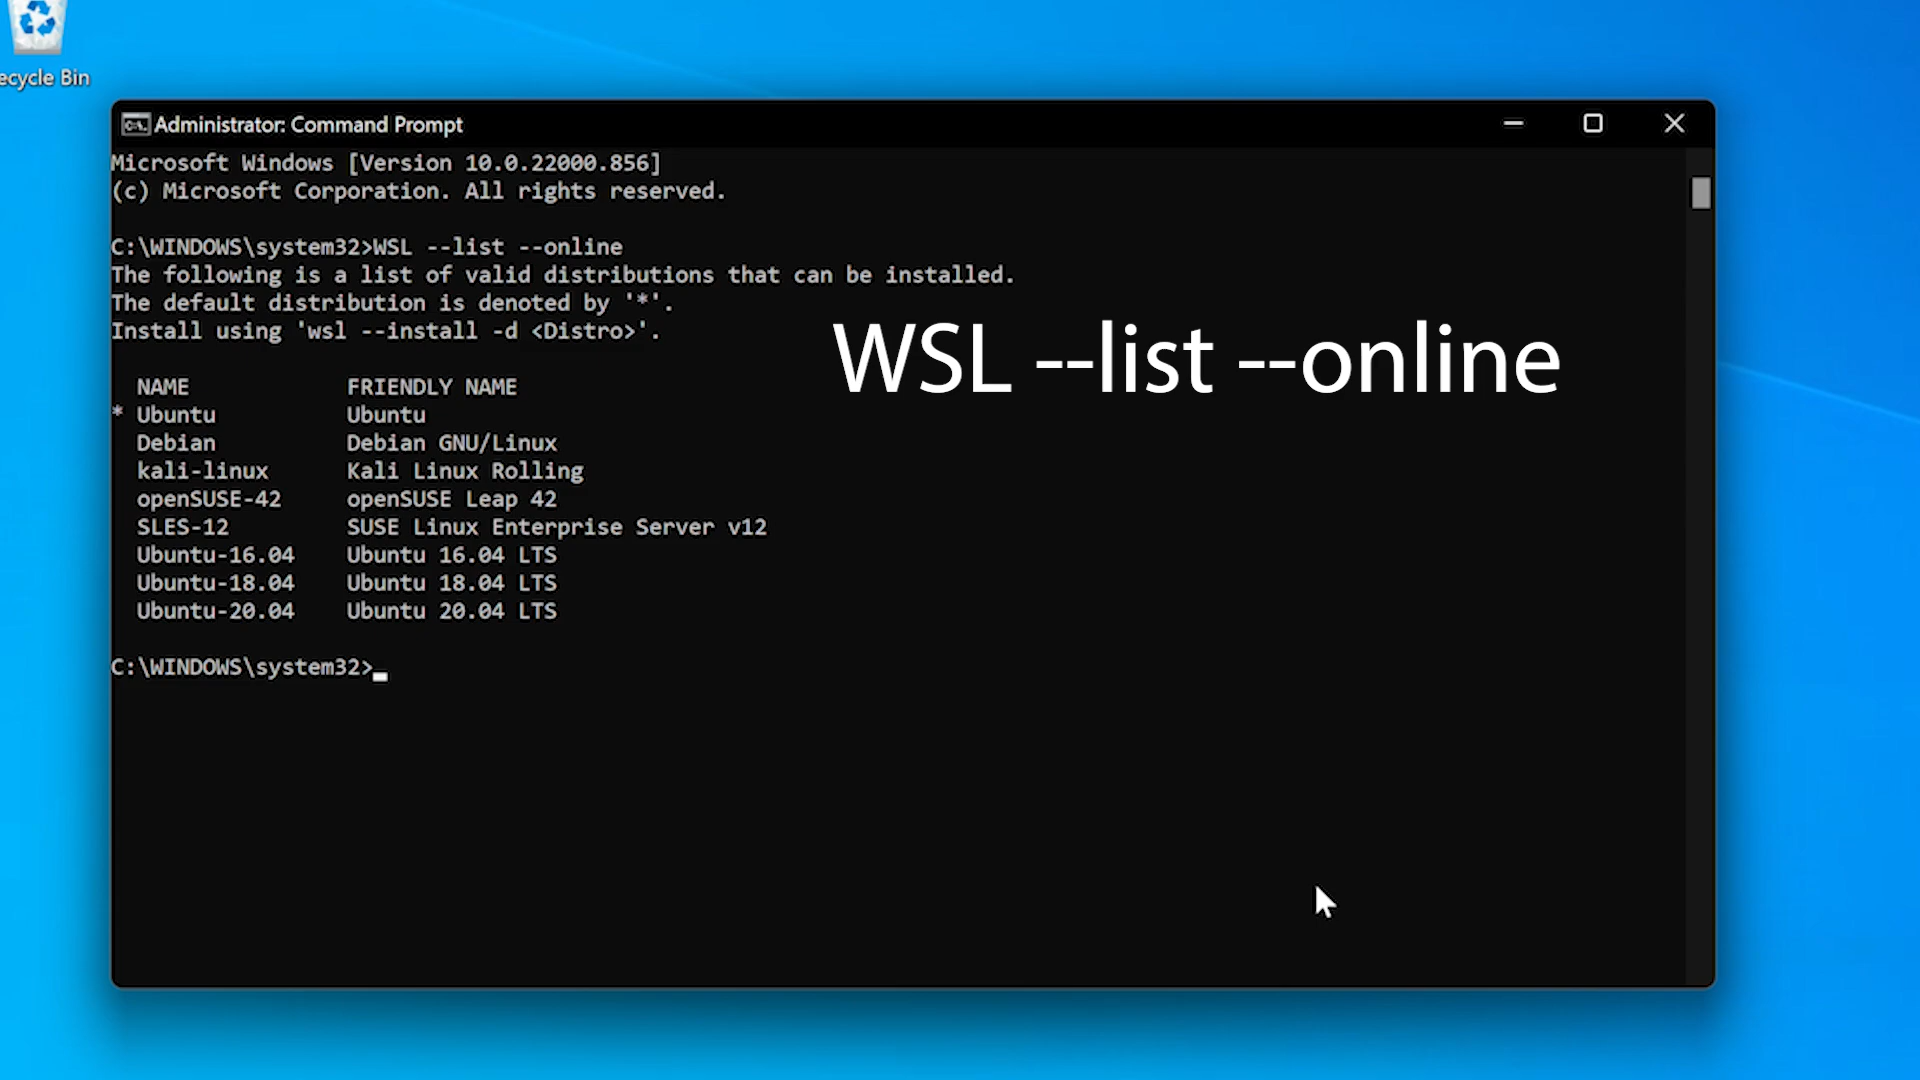 ecycle Bin
Administrator: Command Prompt
Microsoft Windows [Version 10.0.22000.856]
(c) Microsoft Corporation. All rights reserved.
C:\WINDOWS\system32>WSL --list --online
The following is a list of valid distributions that can be installed.
The default distribution is denoted by '*'.
Install using 'wsl --install -d <Distro>'.
WSL --list --online
NAME FRIENDLY NAME
* Ubuntu Ubuntu
Debian Debian GNU/Linux
kali-linux Kali Linux Rolling
openSUSE-42 openSUSE Leap 42
SLES-12 SUSE Linux Enterprise Server v12
Ubuntu-16.04 Ubuntu 16.04 LTS
Ubuntu-18.04 Ubuntu 18.04 LTS
Ubuntu-20.04 Ubuntu 20.04 LTS
C:\WINDOWS\system32>